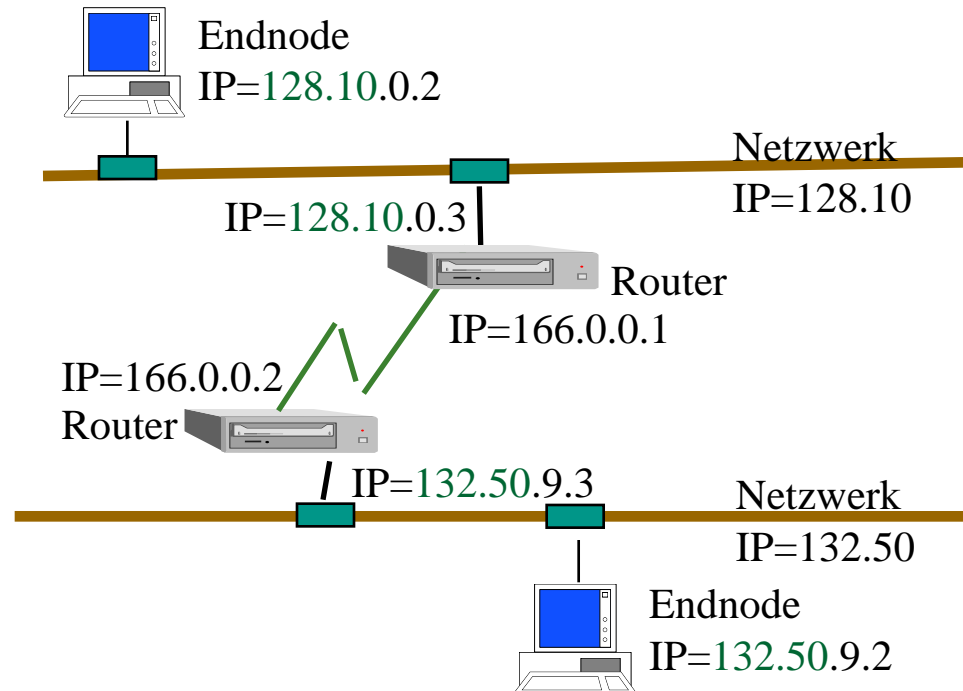 Endnode
IP=128.10.0.2
Netzwerk
IP=128.10
IP=128.10.0.3
Router
IP=166.0.0.1
IP=166.0.0.2
Router
IP=132.50.9.3
Netzwerk
IP=132.50
Endnode
IP=132.50.9.2